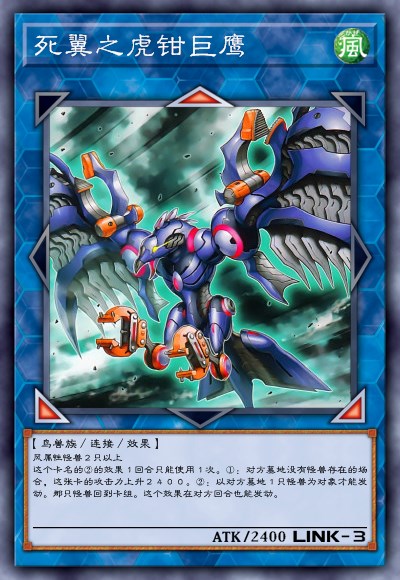 死翼之虎钳巨鹰
風
【鸟兽族／连接／效果】
风属性怪兽2只以上
这个卡名的②的效果1回合只能使用1次。①：对方墓地没有怪兽存在的场
合，这张卡的攻击力上升2400。②：以对方墓地1只怪兽为对象才能发
动。那只怪兽回到卡组。这个效果在对方回合也能发动。
ATK/2400 LINK-3